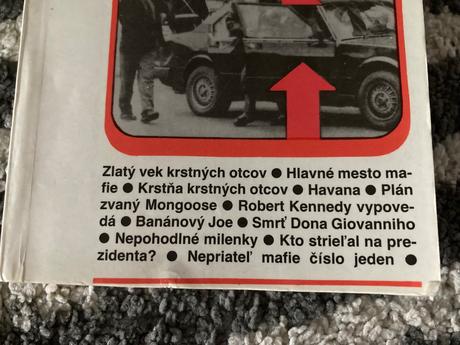 Zlatý vek krstných otcov ● Hlavné mesto ma-
fie ● Krstňa krstných otcov ● Havana ● Plán
zvaný Mongoose ● Robert Kennedy vypove-
dá ● Banánový Joe ● Smrť Dona Giovanniho
● Nepohodlné milenky ● Kto strieľal na pre-
zidenta? ● Nepriateľ mafie číslo jeden ●